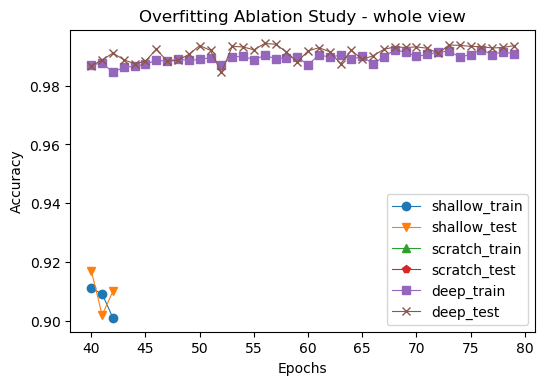 Overfitting Ablation Study - whole view
Accuracy
0.98
0.96
0.94
0.92
0.90
40 45 50 55 60 65 70 75 80
Epochs
shallow_train
shallow_test
scratch_train
scratch_test
deep_train
deep_test